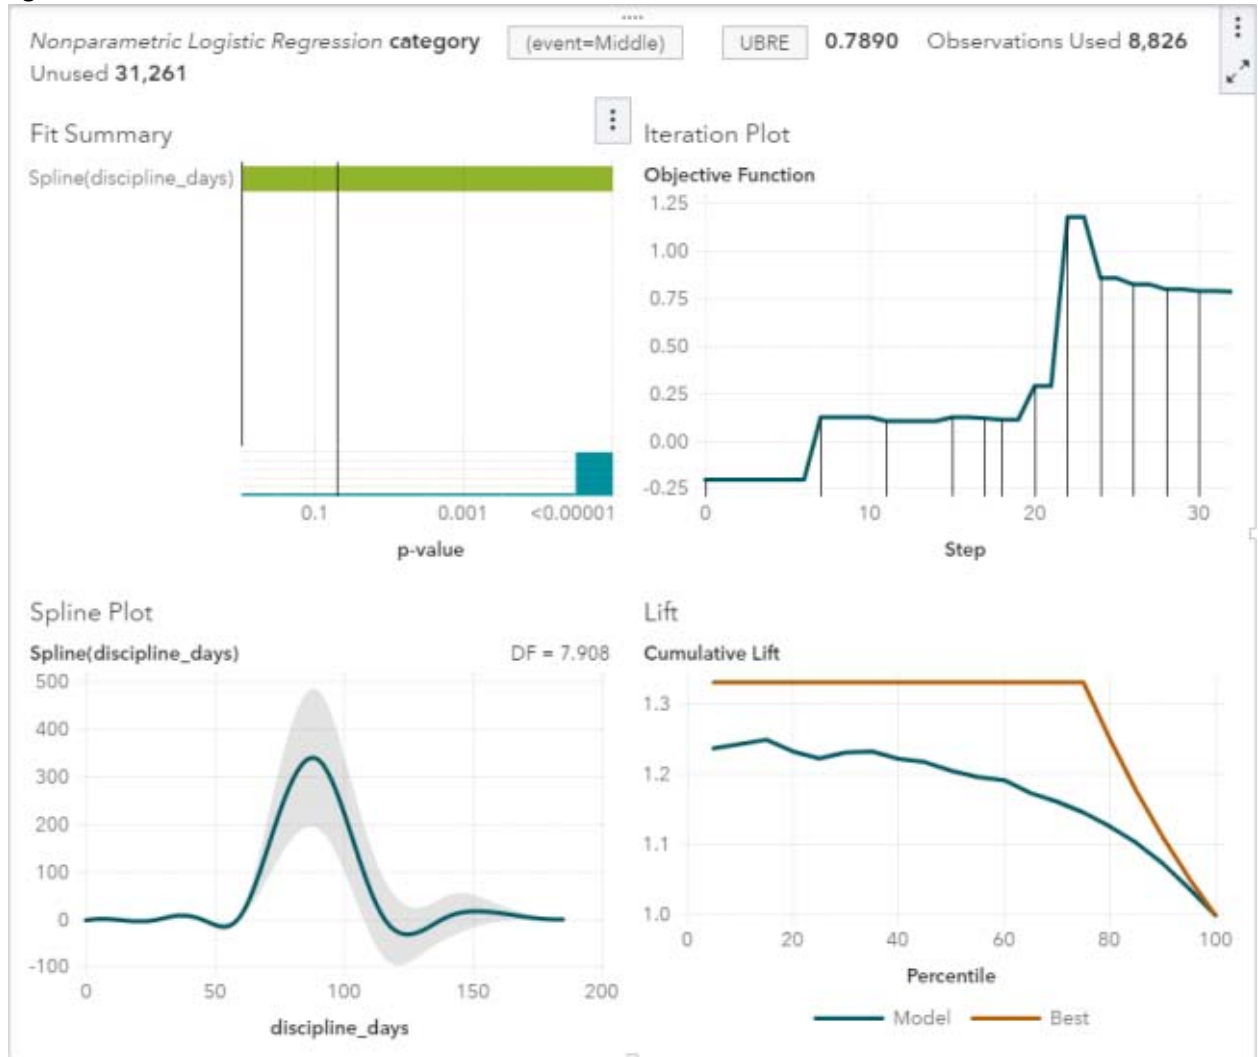 Nonparametric Logistic Regression category (event=Middle) UBRE 0.7890 Observations Used 8,826
Unused 31,261
Fit Summary
Spline(discipline_days)
0.1 0.001 <0.00001
p-value
Iteration Plot
Objective Function
1.25
1.00
0.75
0.50
0.25
0.00
-0.25
0 10 20 30
Step
Spline Plot
Spline(discipline_days) DF = 7.908
500
400
300
200
100
0
-100
0 50 100 150 200
discipline_days
Lift
Cumulative Lift
1.3
1.2
1.1
1.0
0 20 40 60 80 100
Percentile
Model Best